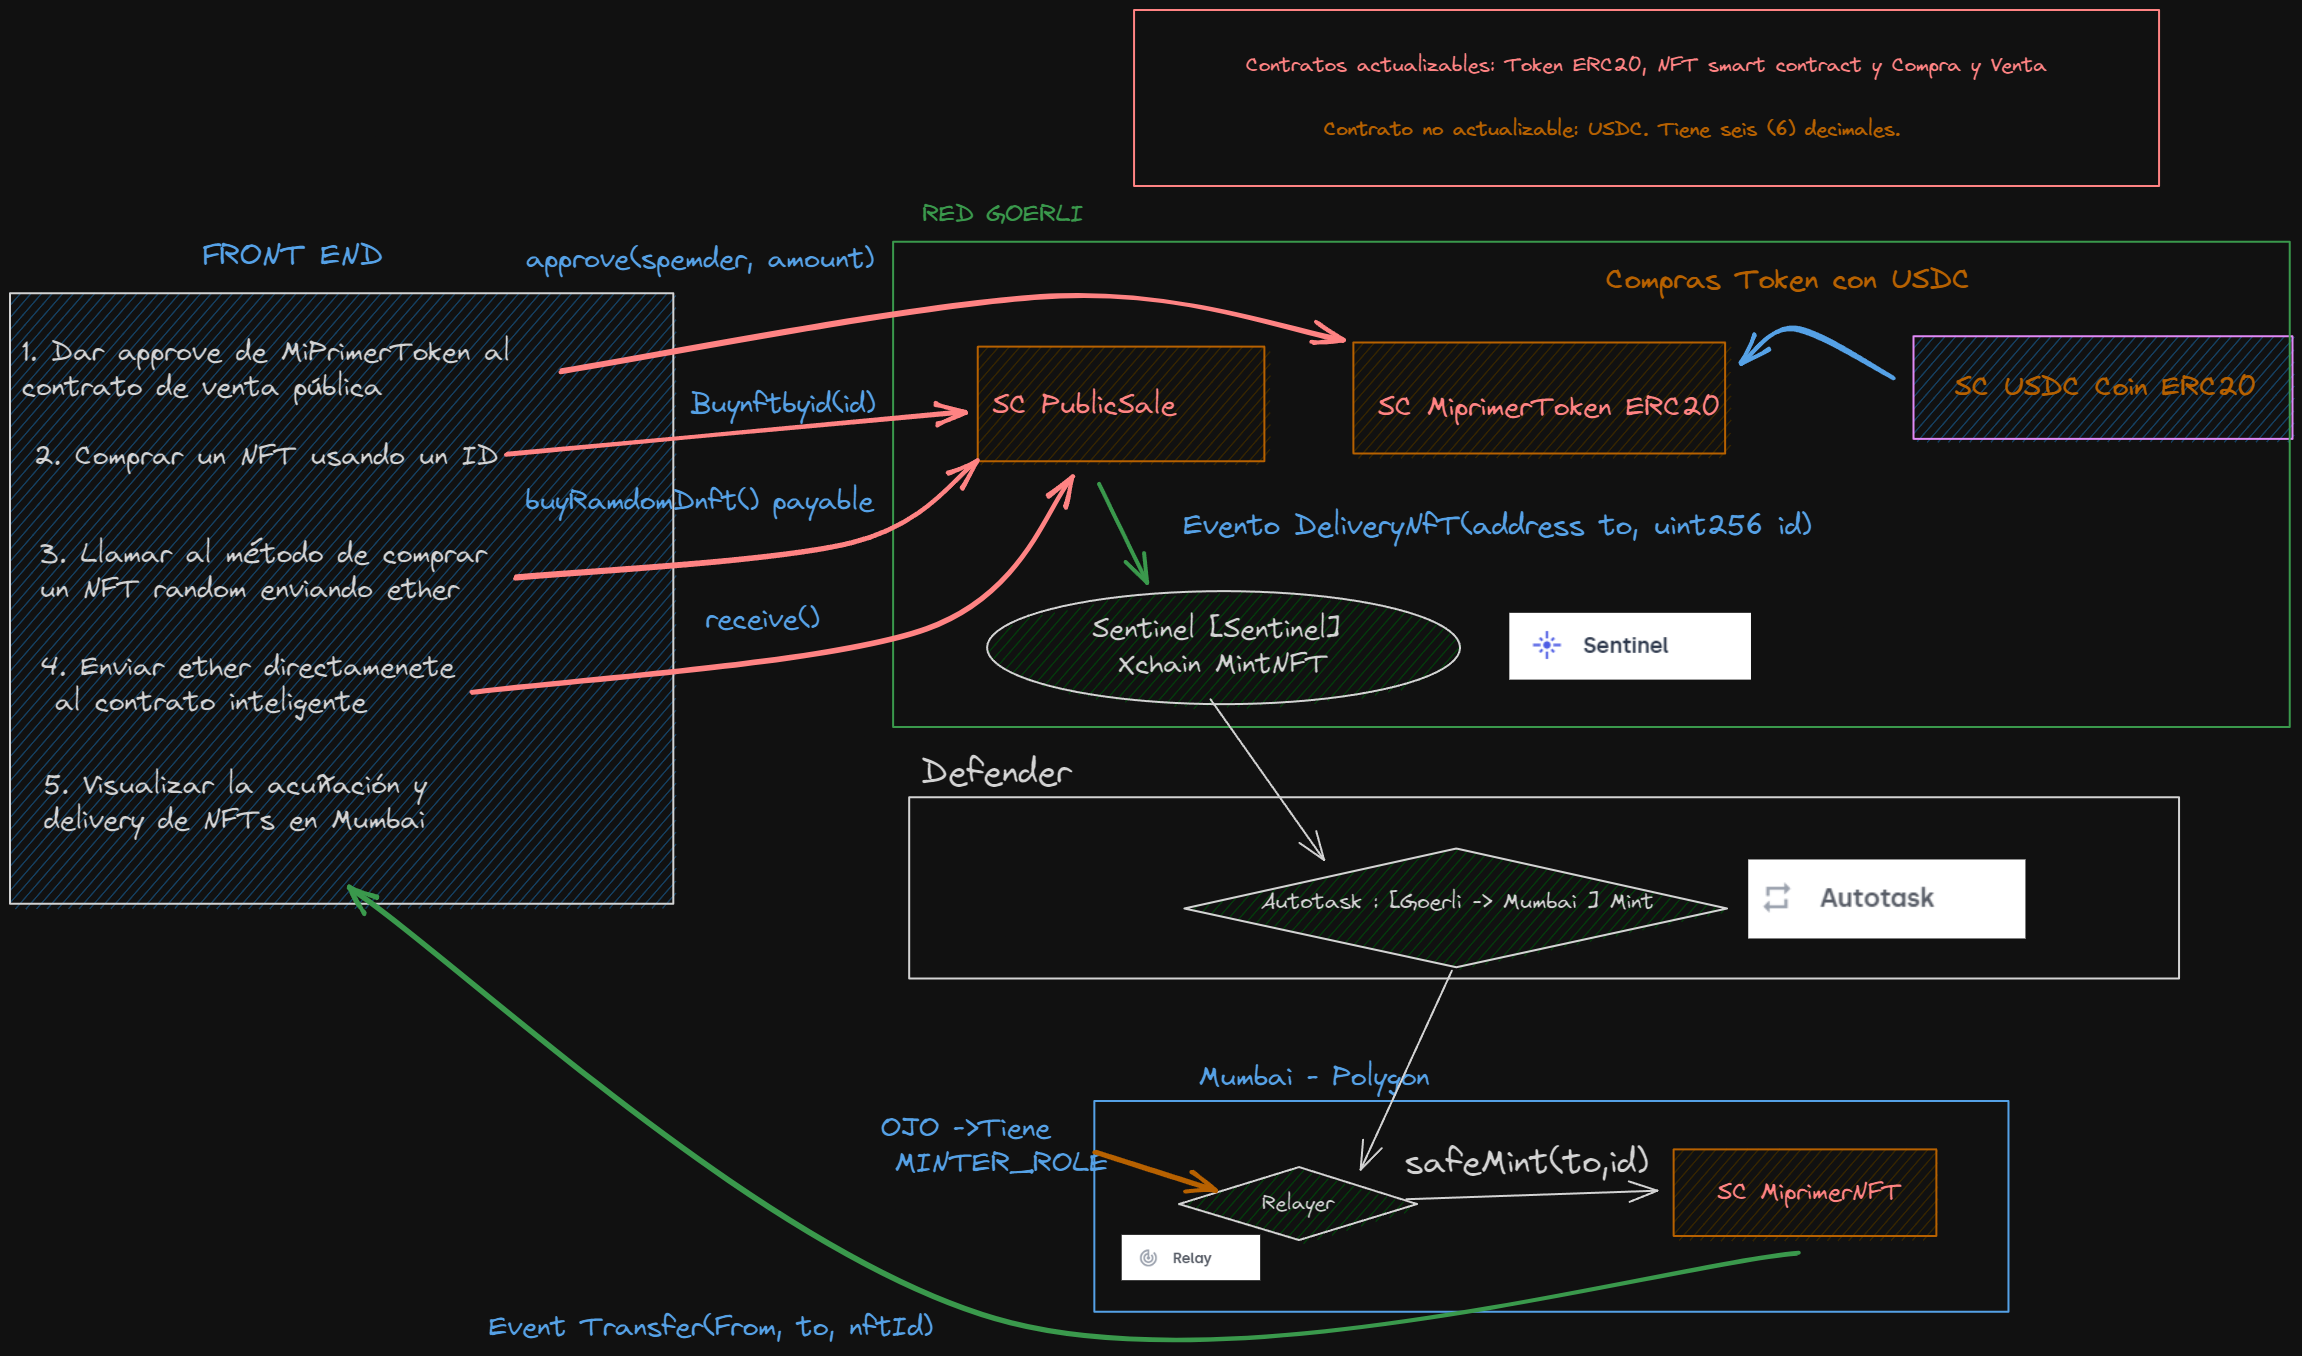 Contratos actualizables: Token ERC20, NFT smart contract y Compra y Venta
Contrato no actualizable: USDC. Tiene seis (6) decimales.
RED GOERLI
FRONT END
approve(spemder, amount)
Compras Token con USDC
1. Dar approve de MiPrimerToken al
contrato de venta pública
Buynftbyid(id)
SC PublicSale
SC MiprimerToken ERC20
SC USDC Coin ERC20
2. Comprar un NFT usando un ID
buyRamdomDnft() payable
Evento DeliveryNfT(address to, uint256 id)
3. Llamar al método de comprar
un NFT random enviando ether
receive()
Sentinel [Sentinel]
Xchain MintNFT
Sentinel
4. Enviar ether directamenete
al contrato inteligente
5. Visualizar la acuñación y
delivery de NFTs en Mumbai
Defender
Autotask : [Goerli -> Mumbai ] Mint
Autotask
Mumbai - Polygon
OJO ->Tiene
MINTER_ROLE
safeMint(to,id)
Relayer
SC MiprimerNFT
Relay
Event Transfer(From, to, nftId)